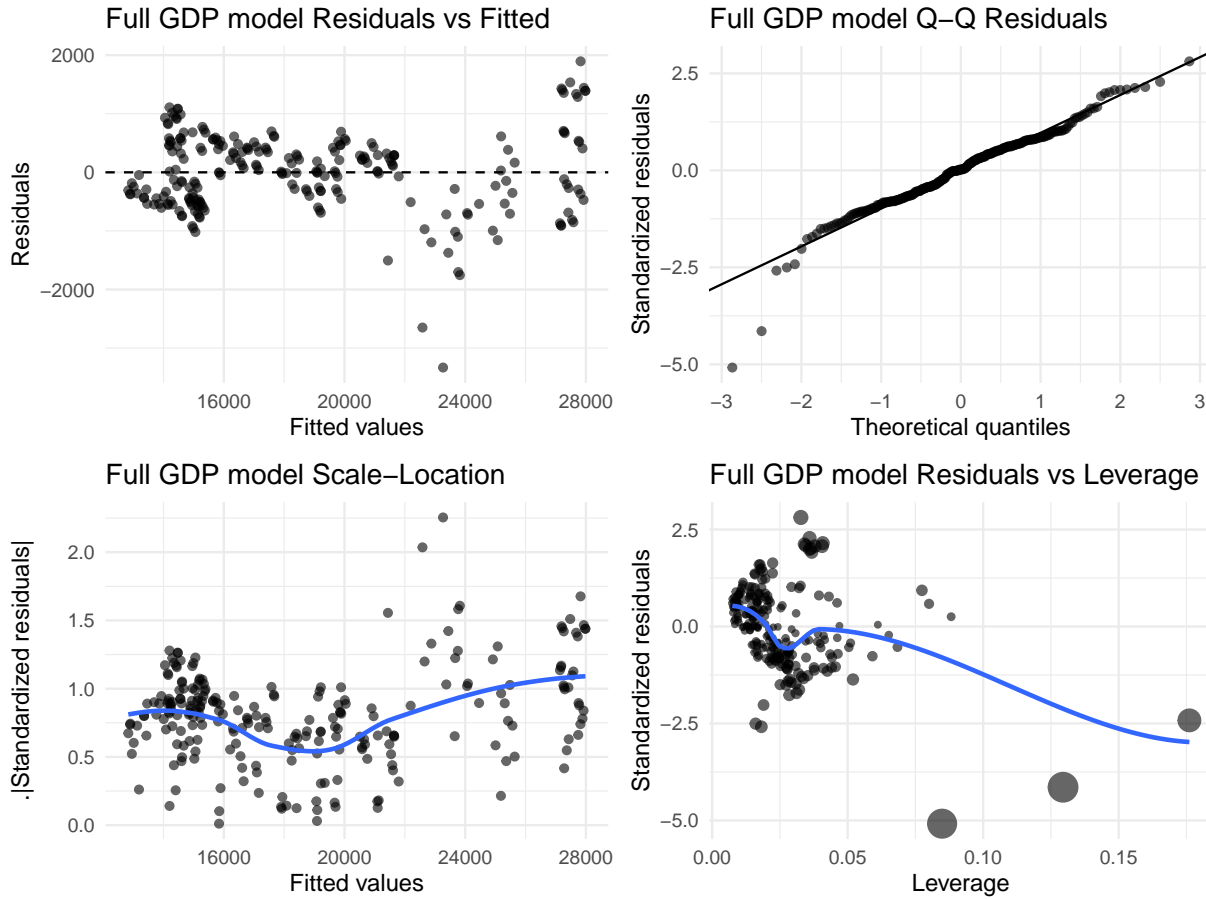 Full GDP model Residuals vs Fitted
2000
0
−2000
Residuals
16000 20000 24000 28000
Fitted values
Full GDP model Q−Q Residuals
2.5
0.0
−2.5
−5.0
Standardized residuals
−3 −2 −1 0 1 2 3
Theoretical quantiles
Full GDP model Scale−Location
2.0
1.5
1.0
0.5
0.0
.|Standardized residuals|
16000 20000 24000 28000
Fitted values
Full GDP model Residuals vs Leverage
2.5
0.0
−2.5
−5.0
Standardized residuals
0.00 0.05 0.10 0.15
Leverage